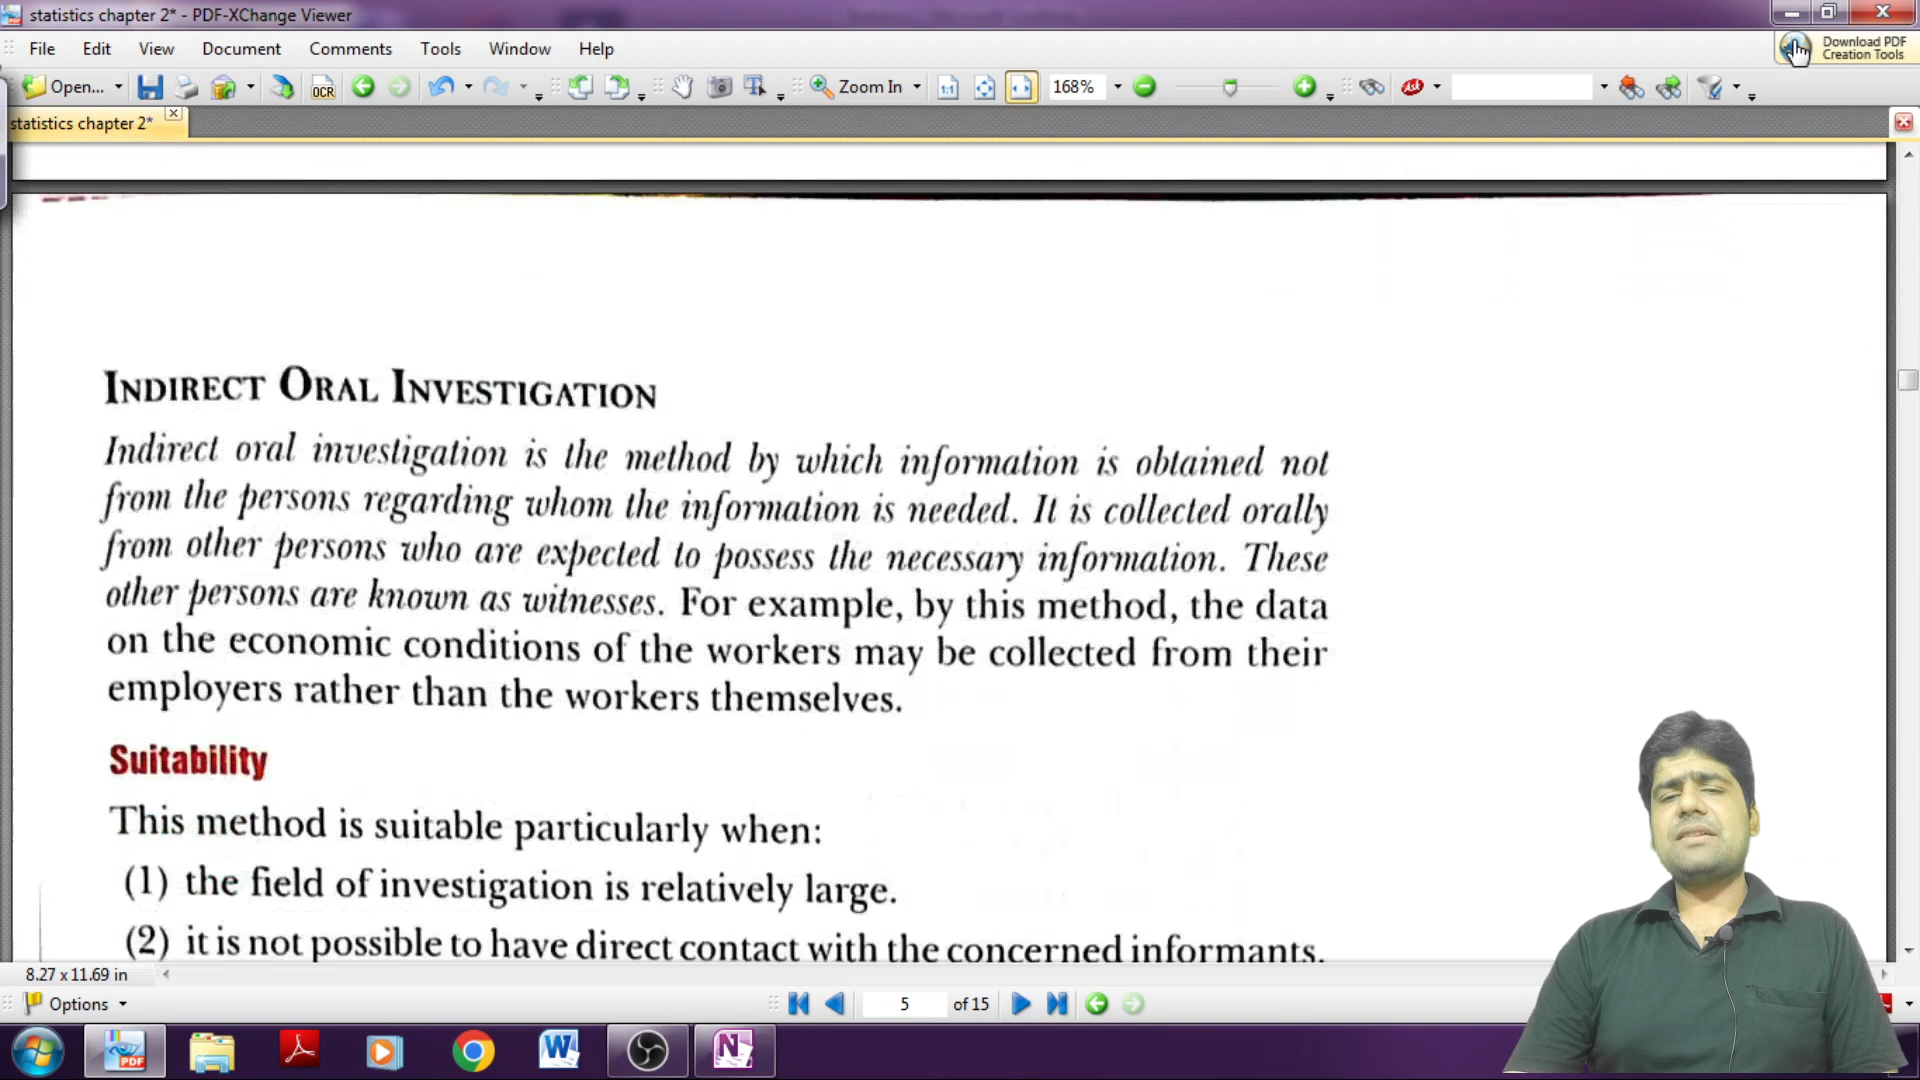 statistics chapter 2* - PDF-XChange Viewer
File Edit View Document Comments Tools Window Help
Download PDF
Creation Tools
Open... OCR Zoom In 1:1 168%
statistics chapter 2*
INDIRECT ORAL INVESTIGATION
Indirect oral investigation is the method by which information is obtained not
from the persons regarding whom the information is needed. It is collected orally
from other persons who are expected to possess the necessary information. These
other persons are known as witnesses. For example, by this method, the data
on the economic conditions of the workers may be collected from their
employers rather than the workers themselves.
Suitability
This method is suitable particularly when:
(1) the field of investigation is relatively large.
(2) it is not possible to have direct contact with the concerned informants.
8.27 x 11.69 in
Options 5 of 15
PDF W N